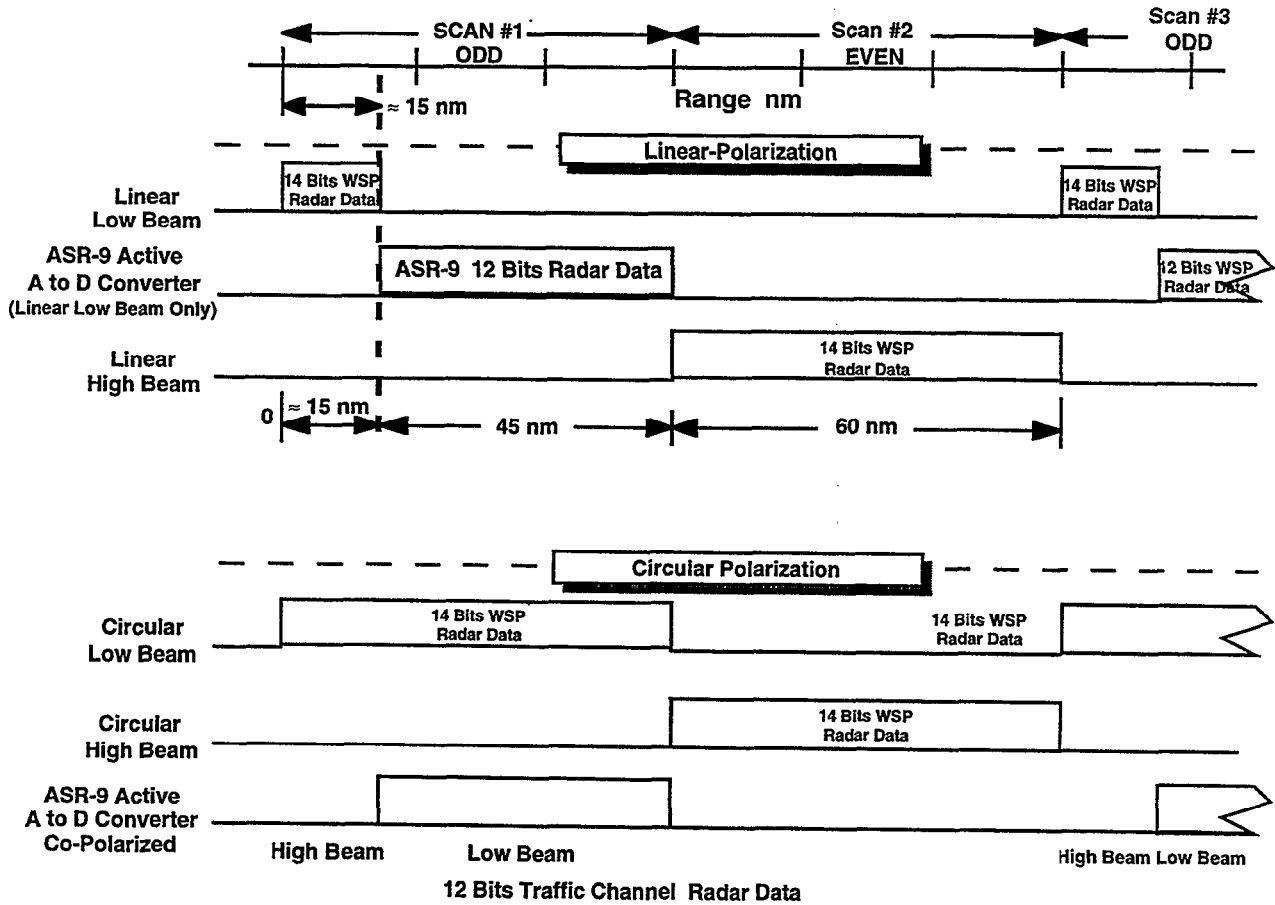 SCAN #1
ODD
Scan #2
EVEN
Scan #3
ODD
≈ 15 nm
Range nm
Linear-Polarization
Linear
Low Beam
14 Bits WSP
Radar Data
14 Bits WSP
Radar Data
ASR-9 Active
A to D Converter
(Linear Low Beam Only)
ASR-9 12 Bits Radar Data
12 Bits WSP
Radar Data
Linear
High Beam
14 Bits WSP
Radar Data
0
≈ 15 nm
45 nm
60 nm
Circular Polarization
Circular
Low Beam
14 Bits WSP
Radar Data
14 Bits WSP
Radar Data
Circular
High Beam
14 Bits WSP
Radar Data
ASR-9 Active
A to D Converter
Co-Polarized
High Beam
Low Beam
High Beam Low Beam
12 Bits Traffic Channel Radar Data